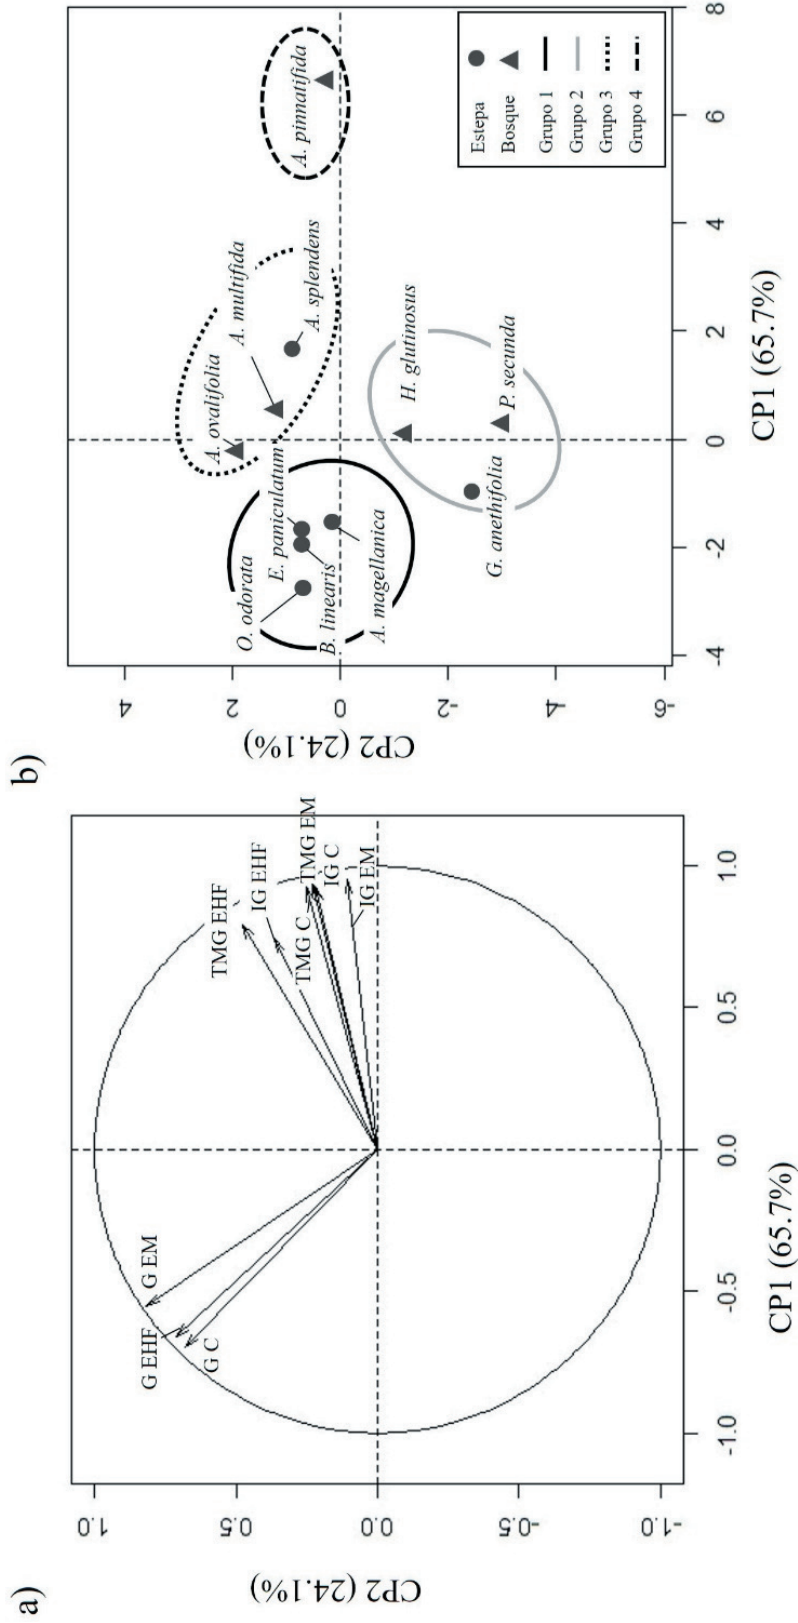 a)
CP2 (24.1%)
1.0
0.5
0.0
-0.5
-1.0
G EHF
G EM
G C
TMG EHF
IG EHF
TMG C
TMG EM
IG C
IG EM
-1.0
-0.5
0.0
0.5
1.0
CP1 (65.7%)
b)
CP2 (24.1%)
4
2
0
-2
-4
-6
O. odorata
E. paniculatum
B. linearis
A. magellanica
A. ovalifolia
A. multifida
A. splendens
A. pinnatifida
H. glutinosus
G. anethifolia
P. secunda
Estepa
Bosque
Grupo 1
Grupo 2
Grupo 3
Grupo 4
-4
-2
0
2
4
6
8
CP1 (65.7%)